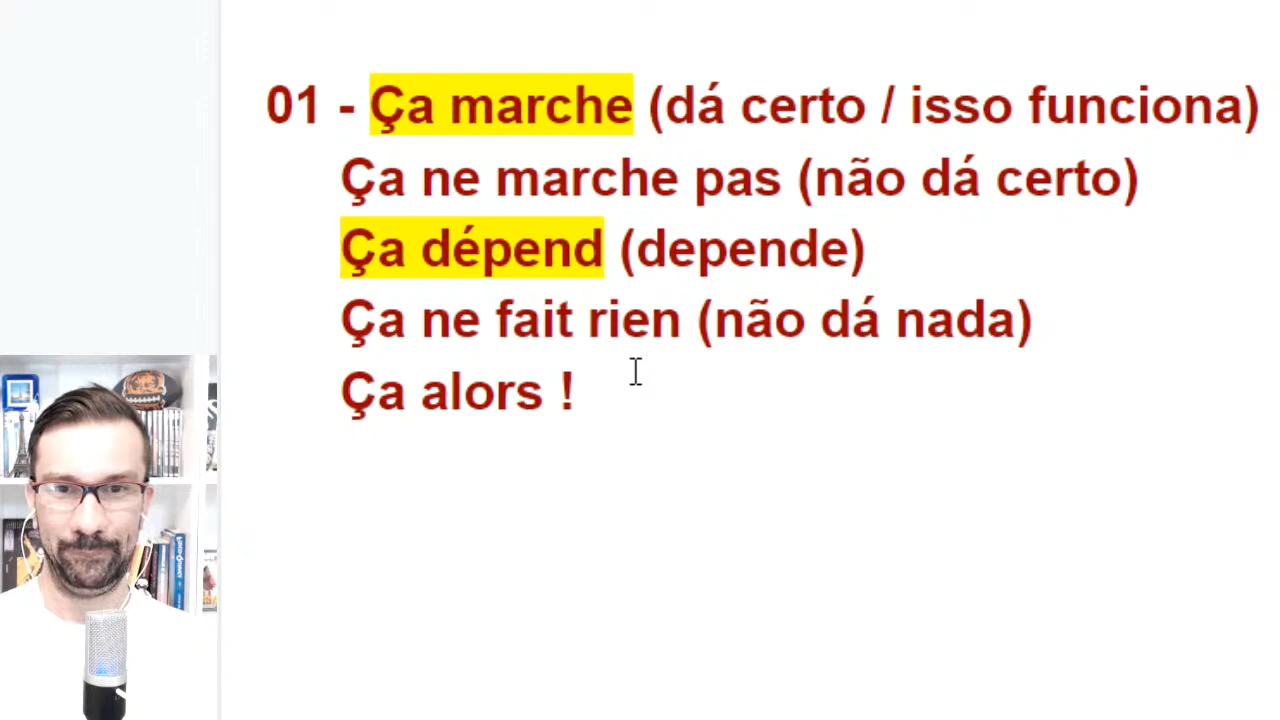 01 - Ça marche (dá certo / isso funciona)
Ça ne marche pas (não dá certo)
Ça dépend (depende)
Ça ne fait rien (não dá nada)
Ça alors !